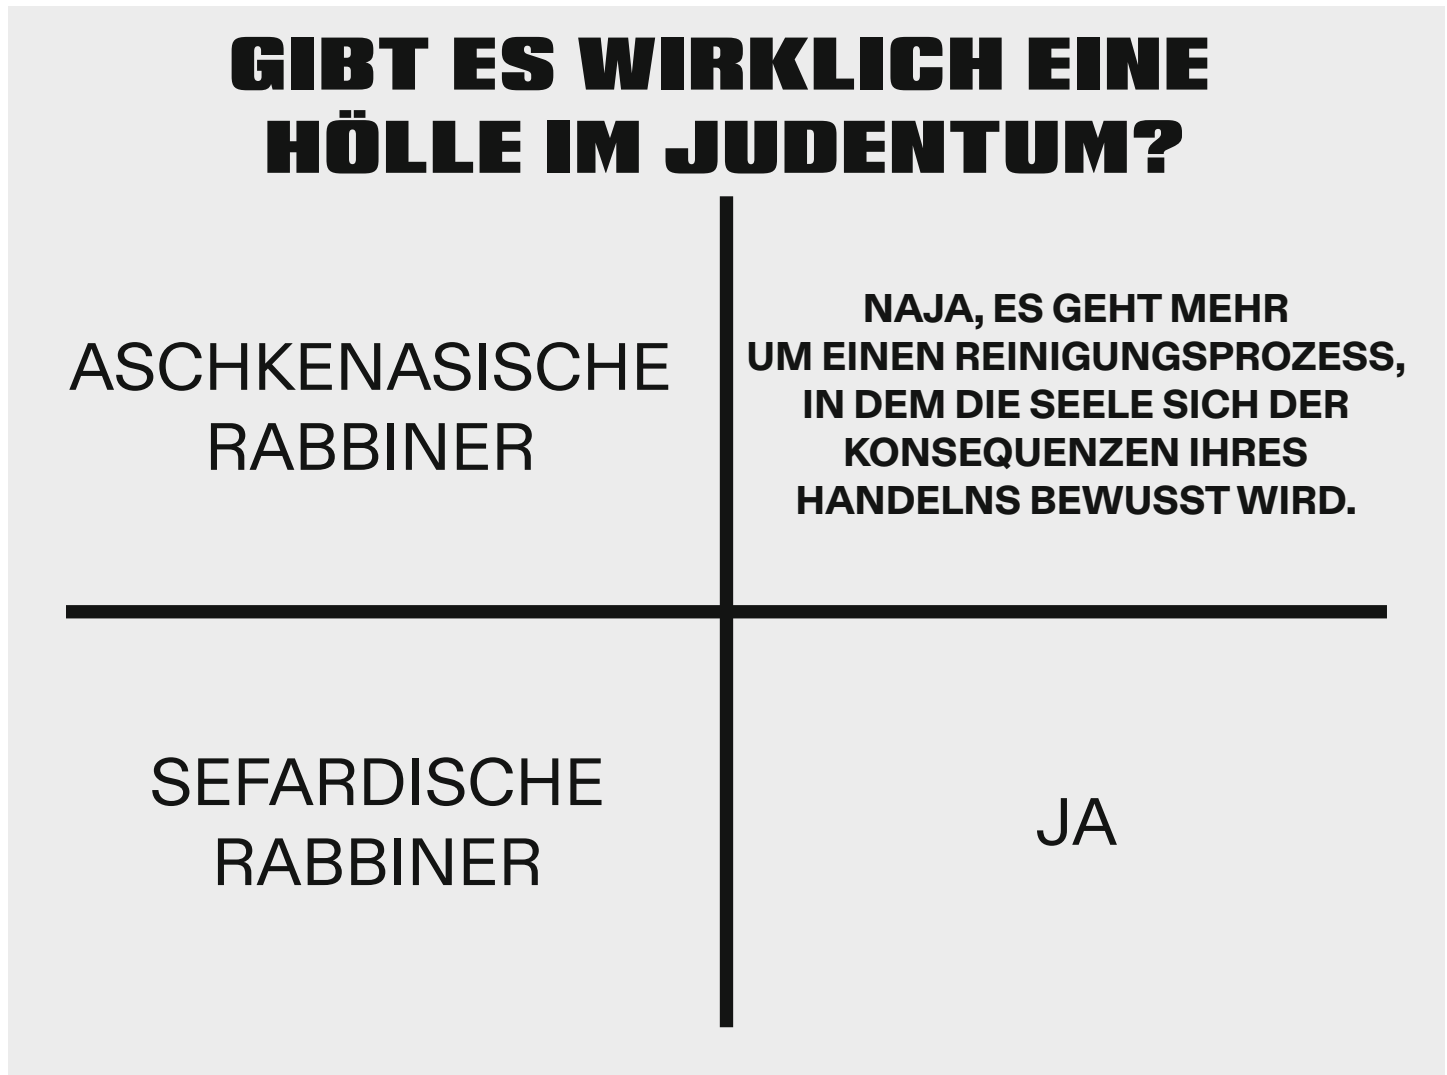 GIBT ES WIRKLICH EINE
HÖLLE IM JUDENTUM?
ASCHKENASISCHE
RABBINER
NAJA, ES GEHT MEHR
UM EINEN REINIGUNGSPROZESS,
IN DEM DIE SEELE SICH DER
KONSEQUENZEN IHRES
HANDELNS BEWUSST WIRD.
SEFARDISCHE
RABBINER
JA